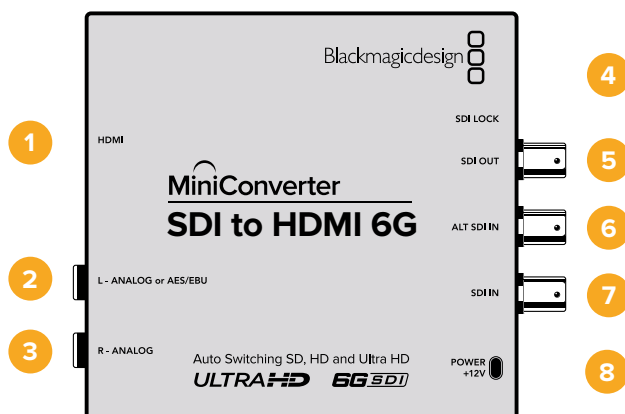 Blackmagicdesign
4
SDI LOCK
1
HDMI
SDI OUT
5
MiniConverter
SDI to HDMI 6G
ALT SDI IN
6
2
L - ANALOG or AES/EBU
SDI IN
7
3
R - ANALOG
Auto Switching SD, HD and Ultra HD
ULTRA HD 6G SDI
POWER
+12V
8